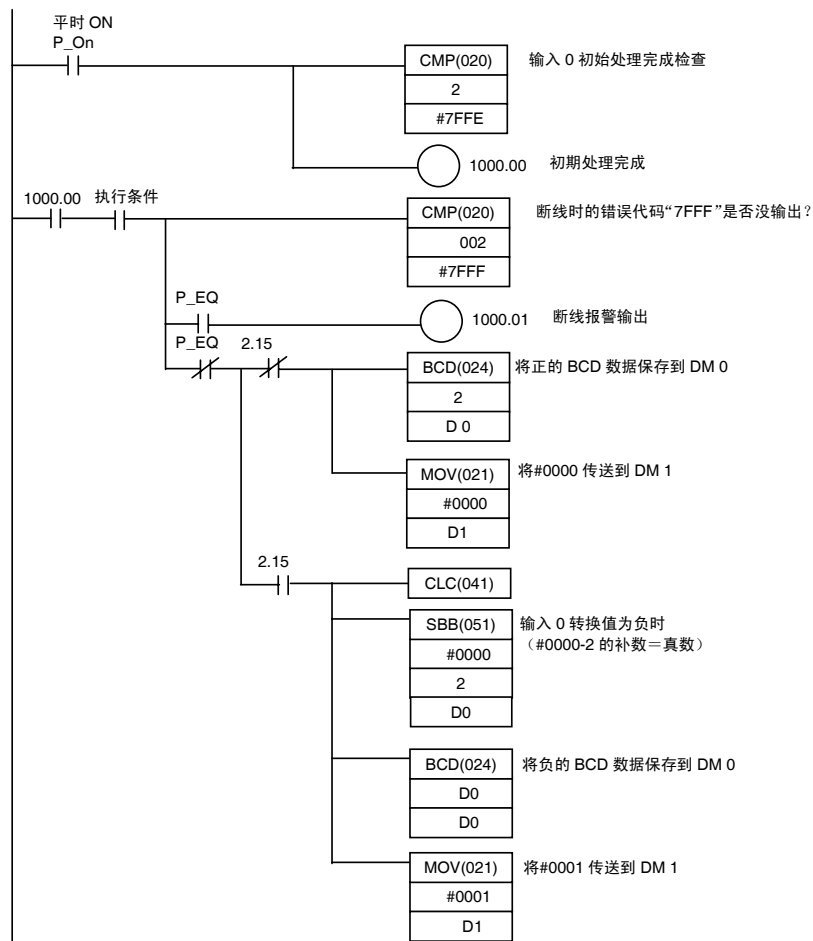 平时 ON
P_On
CMP(020)
输入 0 初始处理完成检查
2
#7FFE
1000.00
初期处理完成
1000.00
执行条件
CMP(020)
断线时的错误代码“7FFF”是否没输出？
002
#7FFF
P_EQ
1000.01
断线报警输出
P_EQ
2.15
BCD(024)
将正的 BCD 数据保存到 DM 0
2
D 0
MOV(021)
将#0000 传送到 DM 1
#0000
D1
2.15
CLC(041)
SBB(051)
输入 0 转换值为负时
#0000
（#0000-2 的补数＝真数）
2
D0
BCD(024)
将负的 BCD 数据保存到 DM 0
D0
D0
MOV(021)
将#0001 传送到 DM 1
#0001
D1